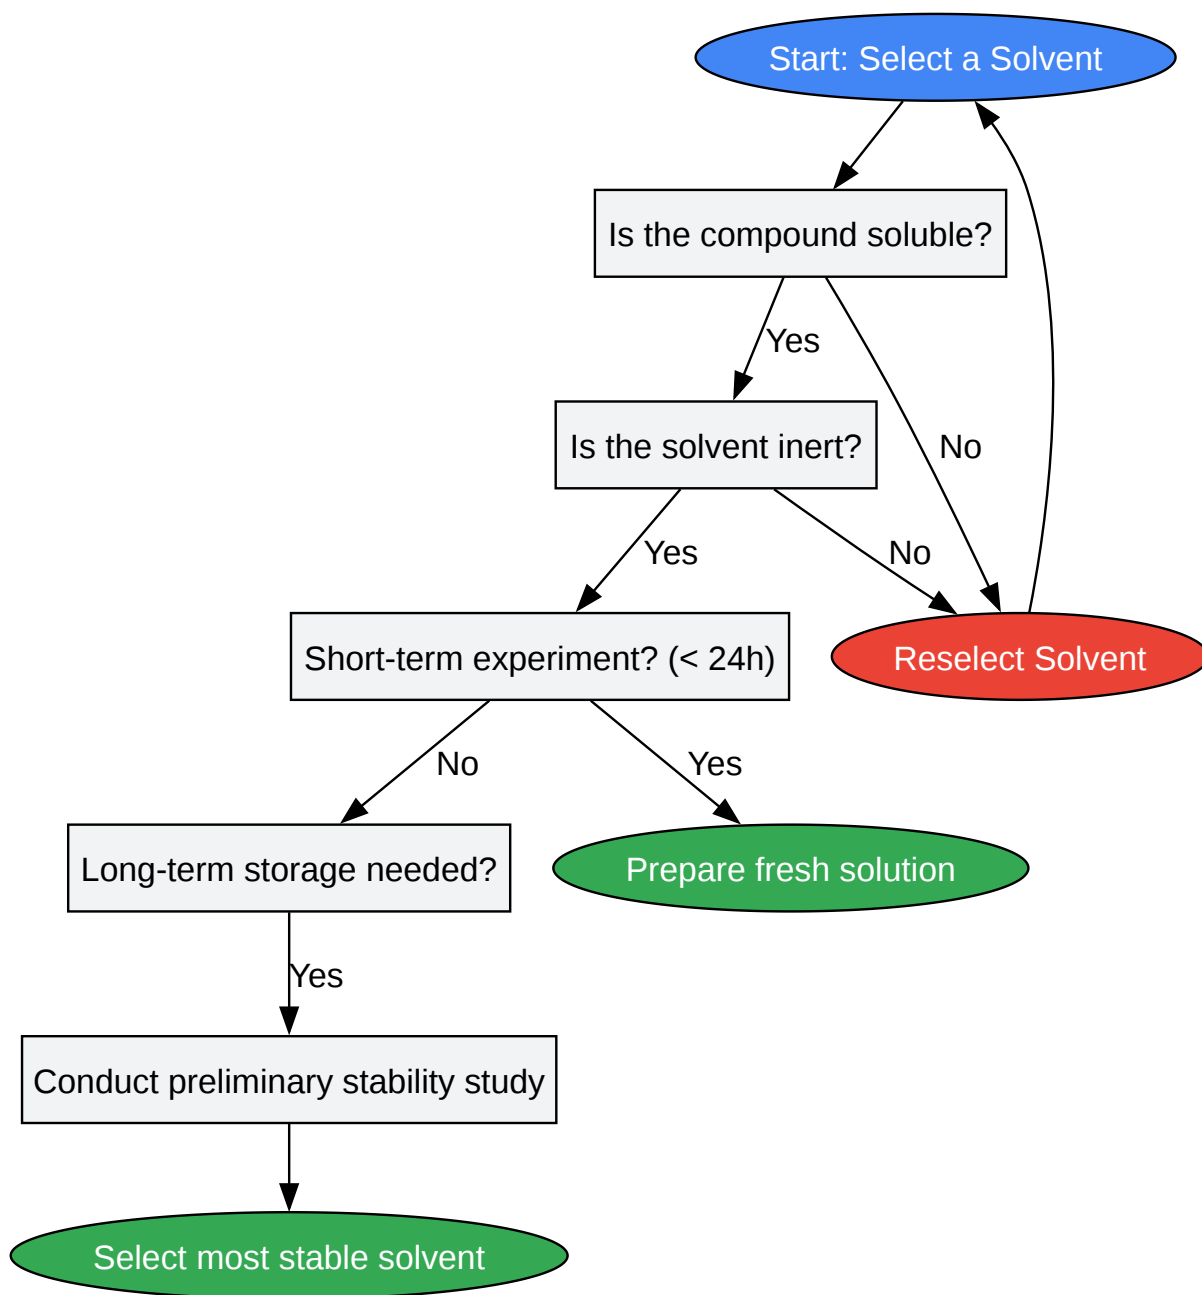 Start: Select a Solvent
Is the compound soluble?
Yes
Is the solvent inert?
No
Yes
No
Short-term experiment? (< 24h)
Reselect Solvent
No
Yes
Long-term storage needed?
Prepare fresh solution
Yes
Conduct preliminary stability study
Select most stable solvent